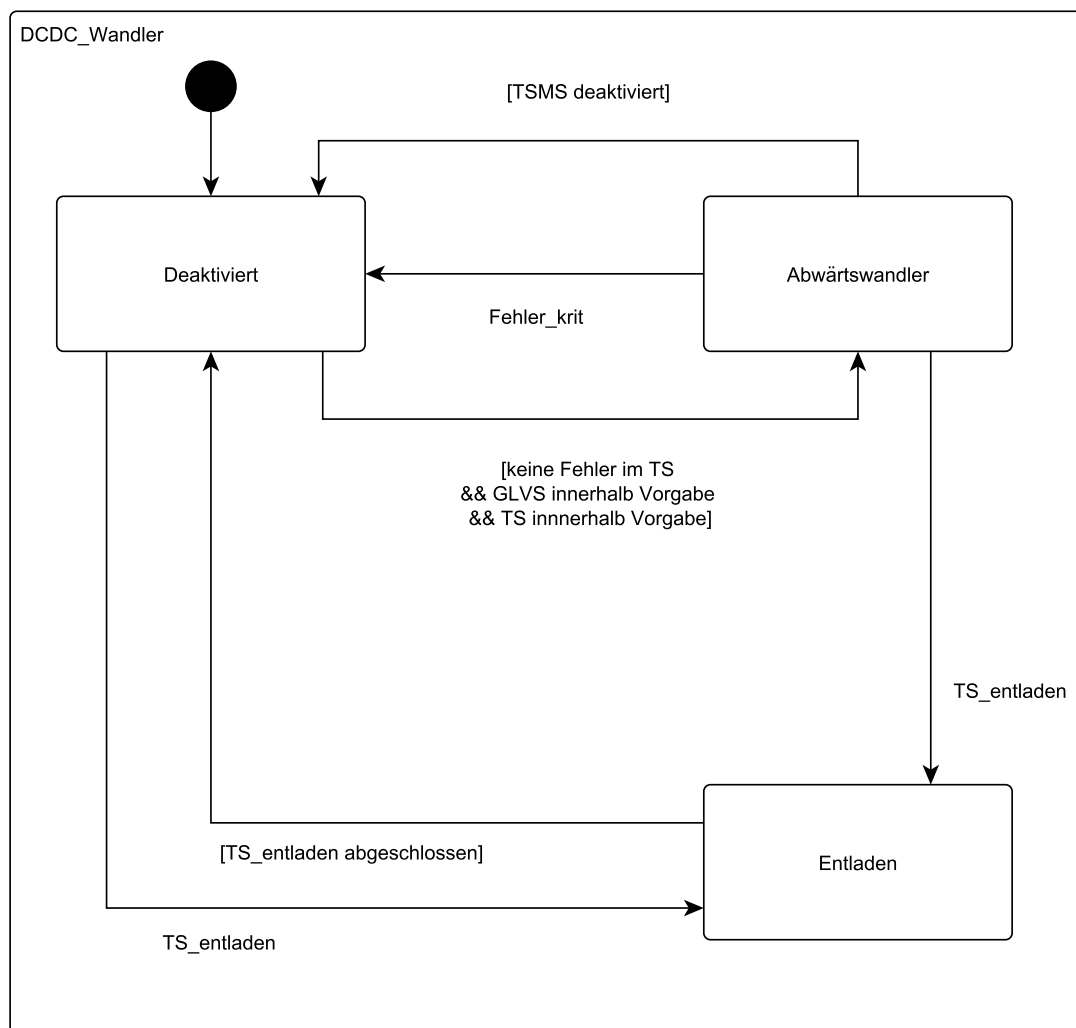 DCDC_Wandler
[TSMS deaktiviert]
Deaktiviert
Abwärtswandler
Fehler_krit
[keine Fehler im TS
&& GLVS innerhalb Vorgabe
&& TS innnerhalb Vorgabe]
TS_entladen
[TS_entladen abgeschlossen]
Entladen
TS_entladen